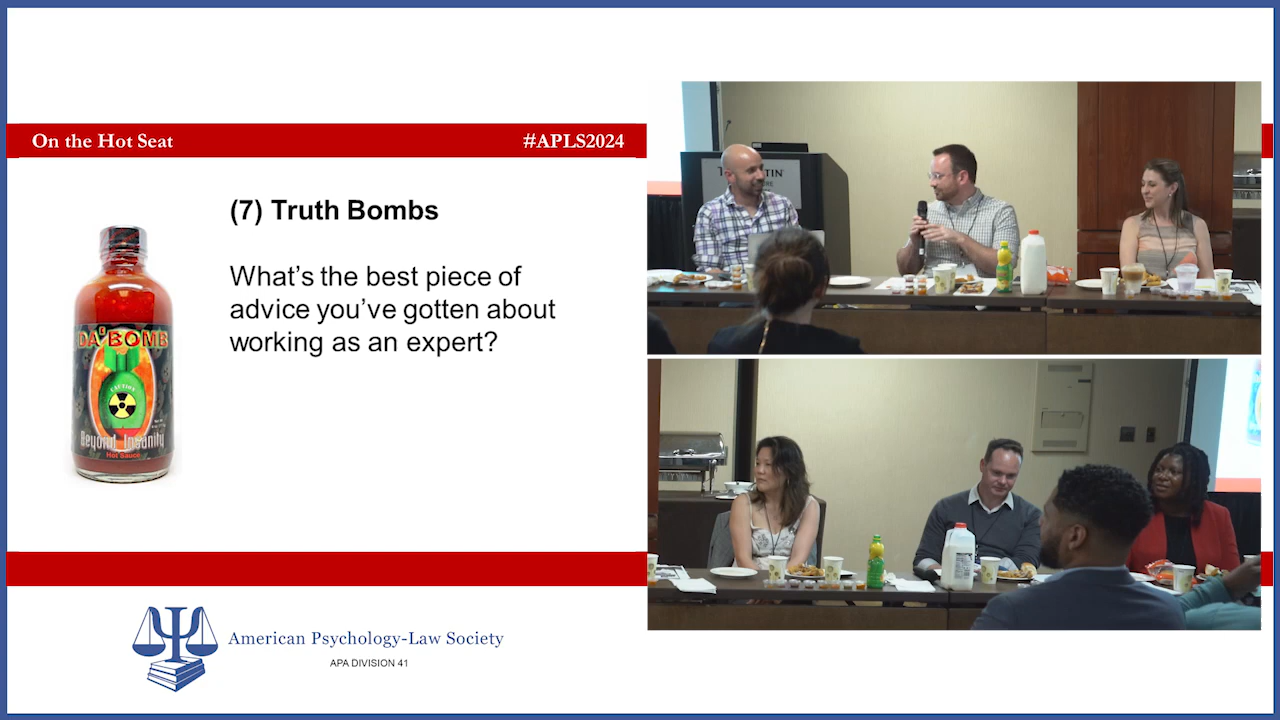 On the Hot Seat
#APLS2024
(7) Truth Bombs
What’s the best piece of
advice you’ve gotten about
working as an expert?
DA' BOMB
CAUTION
Beyond Insanity
Hot Sauce
American Psychology-Law Society
APA DIVISION 41